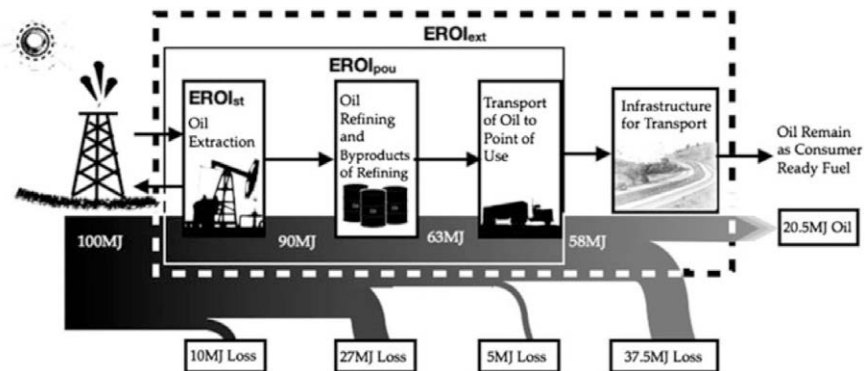 EROIext
EROIpou
EROIst
Oil
Extraction
Oil
Refining
and
Byproducts
of Refining
Transport
of Oil to
Point of
Use
Infrastructure
for Transport
Oil Remain
as Consumer
Ready Fuel
100MJ
90MJ
63MJ
58MJ
20.5MJ Oil
10MJ Loss
27MJ Loss
5MJ Loss
37.5MJ Loss